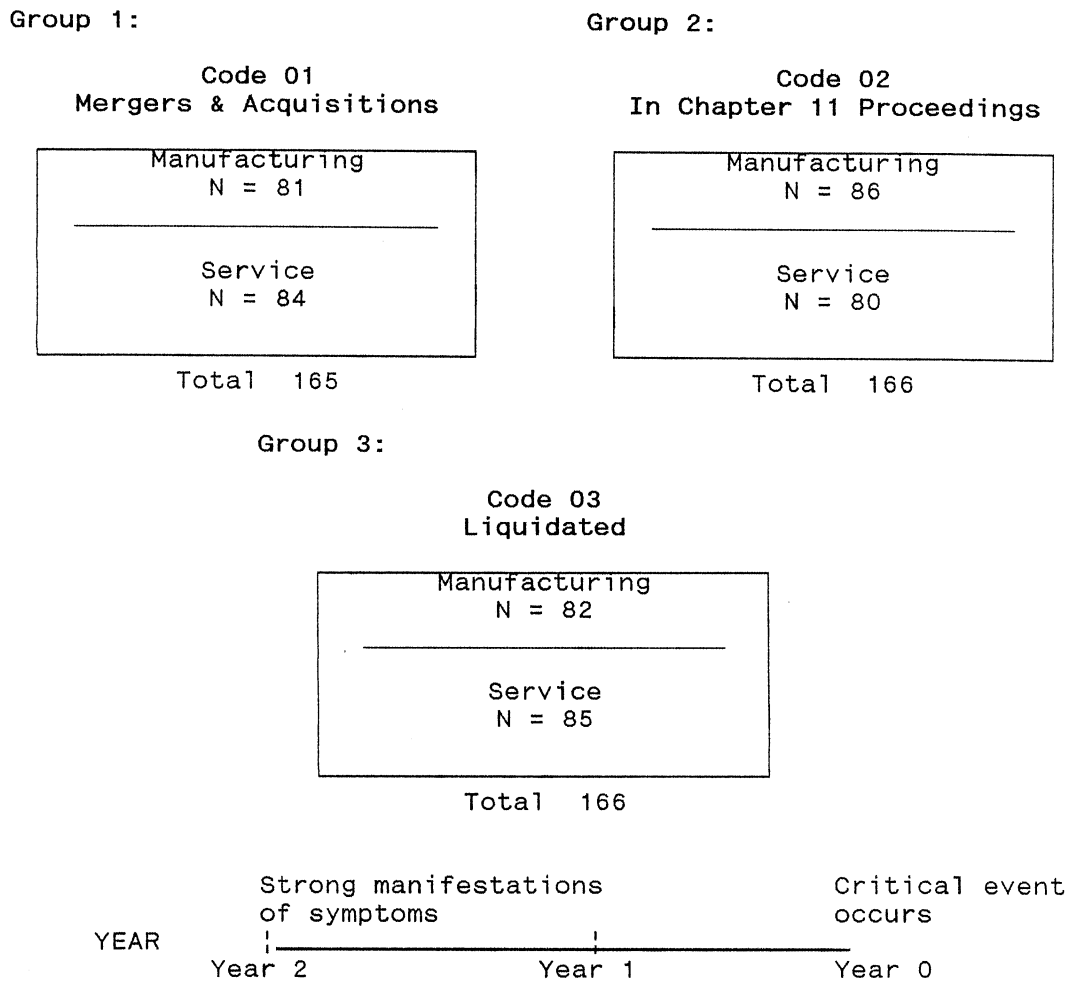 Group 1:
Code 01
Mergers & Acquisitions
Manufacturing
N = 81
Service
N = 84
Total 165
Group 2:
Code 02
In Chapter 11 Proceedings
Manufacturing
N = 86
Service
N = 80
Total 166
Group 3:
Code 03
Liquidated
Manufacturing
N = 82
Service
N = 85
Total 166
Strong manifestations
of symptoms
Critical event
occurs
YEAR
Year 2
Year 1
Year 0